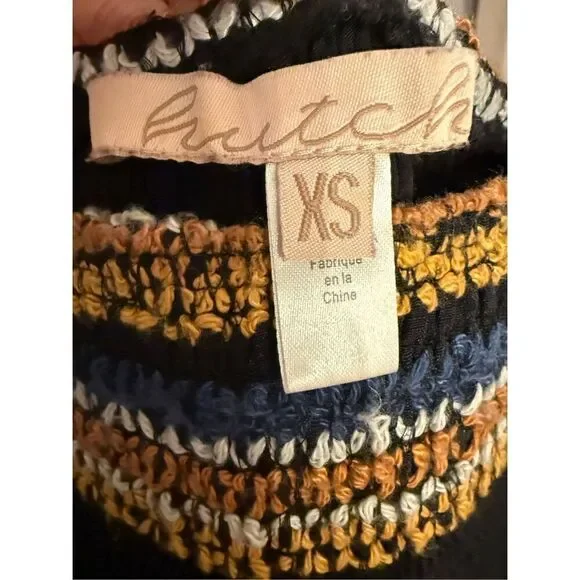 hutch
XS
Fabriqué
en la
Chine